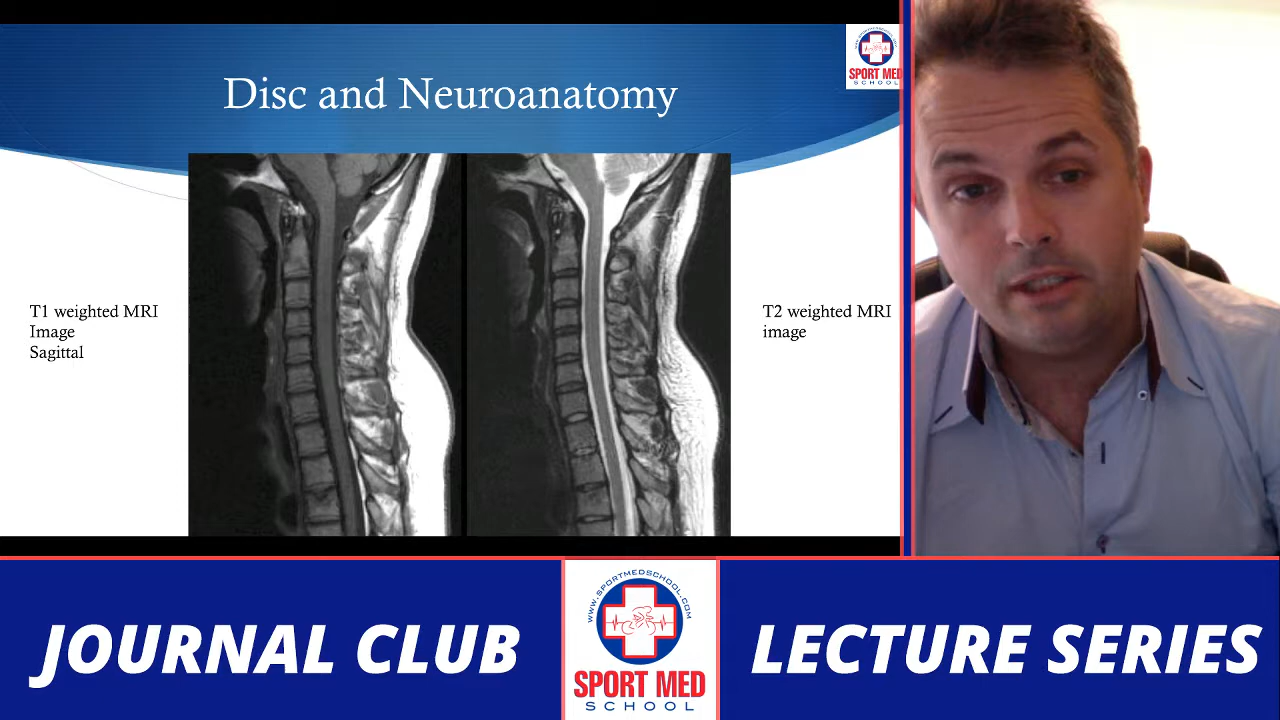 Disc and Neuroanatomy
SPORT MED
SCHOOL
T1 weighted MRI
Image
Sagittal
T2 weighted MRI
image
JOURNAL CLUB
WWW.SPORTMEDSCHOOL.COM
SPORT MED
SCHOOL
LECTURE SERIES